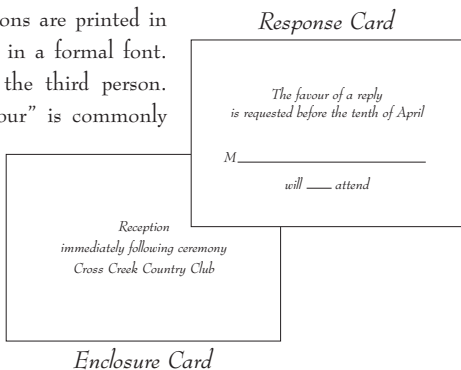 ons are printed in
in a formal font.
the third person.
our" is commonly
Response Card
The favour of a reply
is requested before the tenth of April
M
will ___ attend
Reception
immediately following ceremony
Cross Creek Country Club
Enclosure Card